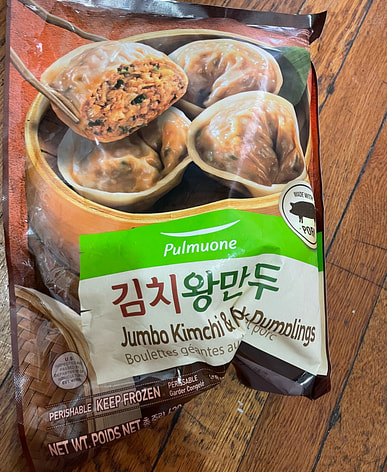 MADE WITH
PORK
Pulmuone
김치왕만두
Jumbo Kimchi & Dumplings
Boulettes géantes au porc
PERISHABLE KEEP FROZEN PERISSABLE
Garder Congelé
NET WT. POIDS NET